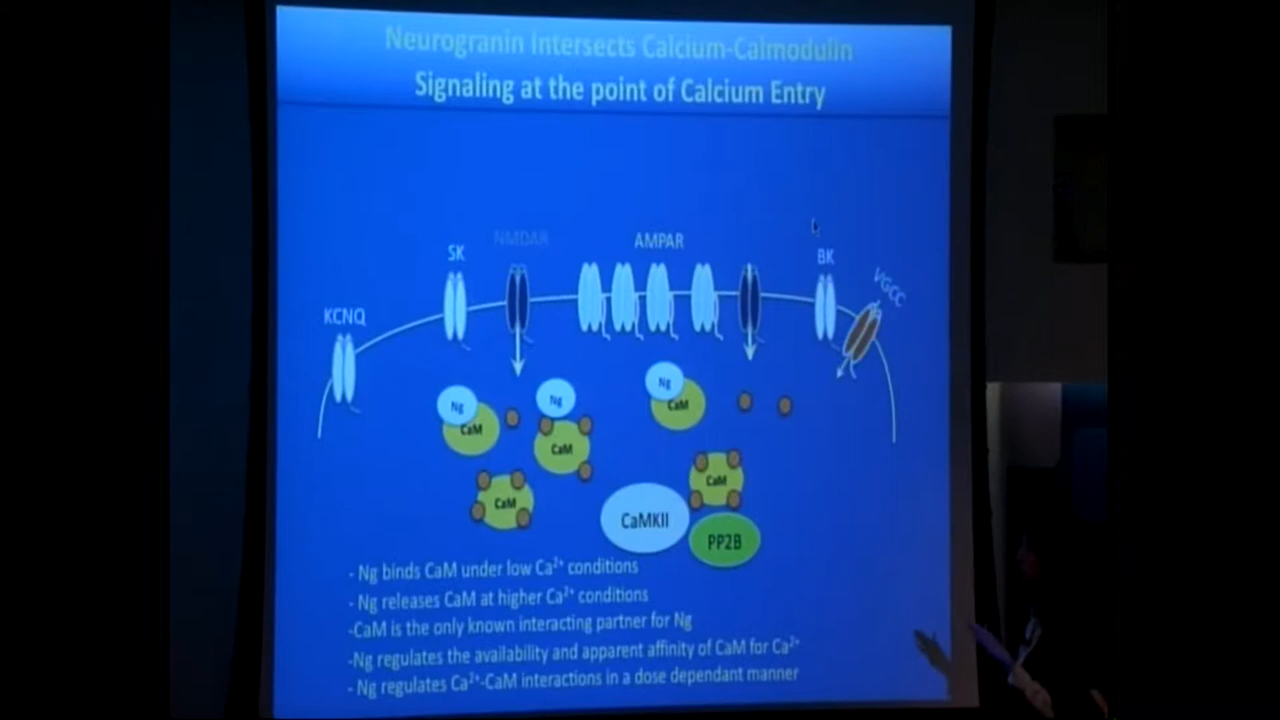 Neurogranin Intersects Calcium-Calmodulin
Signaling at the point of Calcium Entry
SK
NMDAR
AMPAR
BK
VGCC
KCNQ
Ng
CaM
Ng
CaM
Ng
CaM
CaM
CaM
CaMKII
PP2B
- Ng binds CaM under low Ca²⁺ conditions
- Ng releases CaM at higher Ca²⁺ conditions
-CaM is the only known interacting partner for Ng
-Ng regulates the availability and apparent affinity of CaM for Ca²⁺
- Ng regulates Ca²⁺-CaM interactions in a dose dependant manner